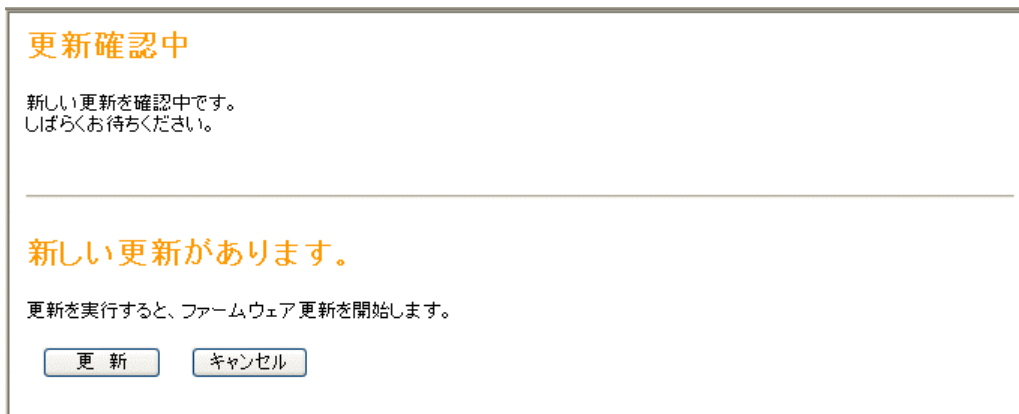 更新確認中
新しい更新を確認中です。
しばらくお待ちください。
新しい更新があります。
更新を実行すると、ファームウェア更新を開始します。
更 新
キャンセル